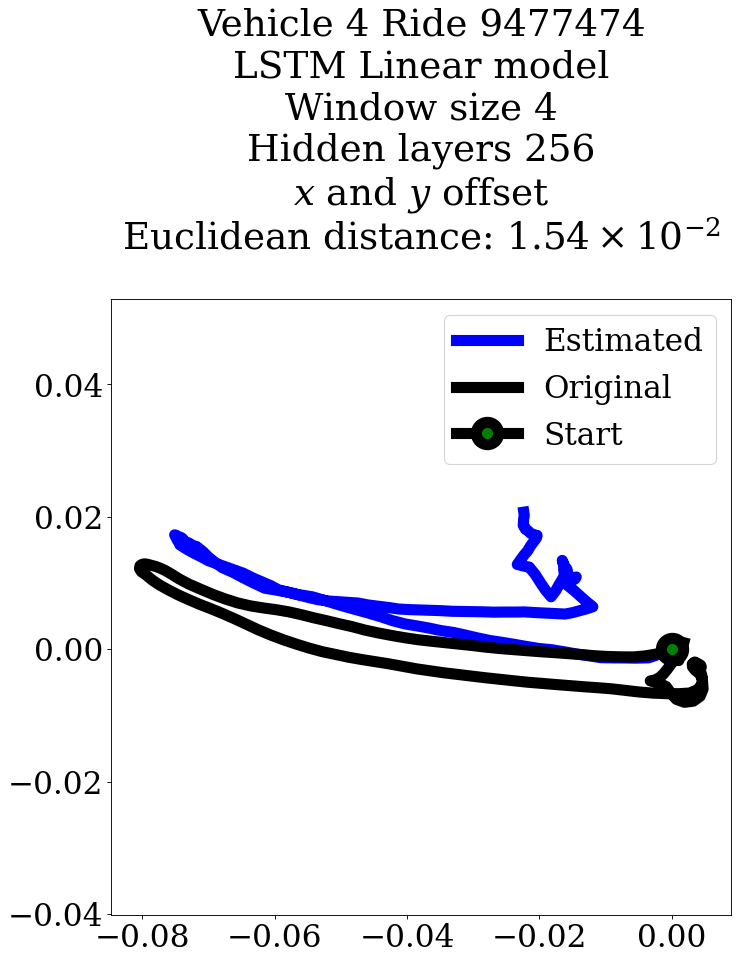 Vehicle 4 Ride 9477474
LSTM Linear model
Window size 4
Hidden layers 256
x and y offset
Euclidean distance: 1.54 × 10⁻²
Estimated
Original
Start
0.04
0.02
0.00
−0.02
−0.04
−0.08 −0.06 −0.04 −0.02 0.00